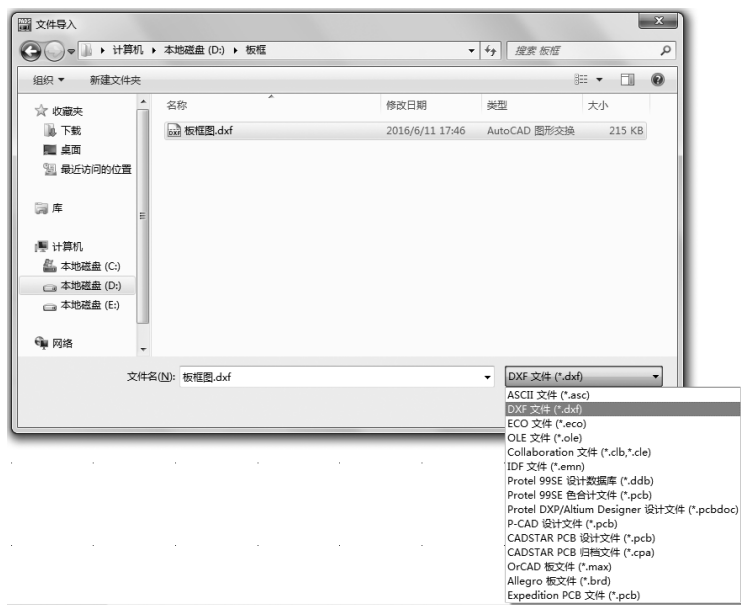 文件导入
计算机 ▸ 本地磁盘 (D:) ▸ 板框
搜索 板框
组织 ▼ 新建文件夹
名称 修改日期 类型 大小
收藏夹
下载
桌面
最近访问的位置
库
计算机
本地磁盘 (C:)
本地磁盘 (D:)
本地磁盘 (E:)
网络
板框图.dxf 2016/6/11 17:46 AutoCAD 图形交换 215 KB
文件名(N): 板框图.dxf DXF 文件 (*.dxf)
ASCII 文件 (*.asc)
DXF 文件 (*.dxf)
ECO 文件 (*.eco)
OLE 文件 (*.ole)
Collaboration 文件 (*.clb,*.cle)
IDF 文件 (*.emn)
Protel 99SE 设计数据库 (*.ddb)
Protel 99SE 色合计文件 (*.pcb)
Protel DXP/Altium Designer 设计文件 (*.pcbdoc)
P-CAD 设计文件 (*.pcb)
CADSTAR PCB 设计文件 (*.pcb)
CADSTAR PCB 归档文件 (*.cpa)
OrCAD 板文件 (*.max)
Allegro 板文件 (*.brd)
Expedition PCB 文件 (*.pcb)